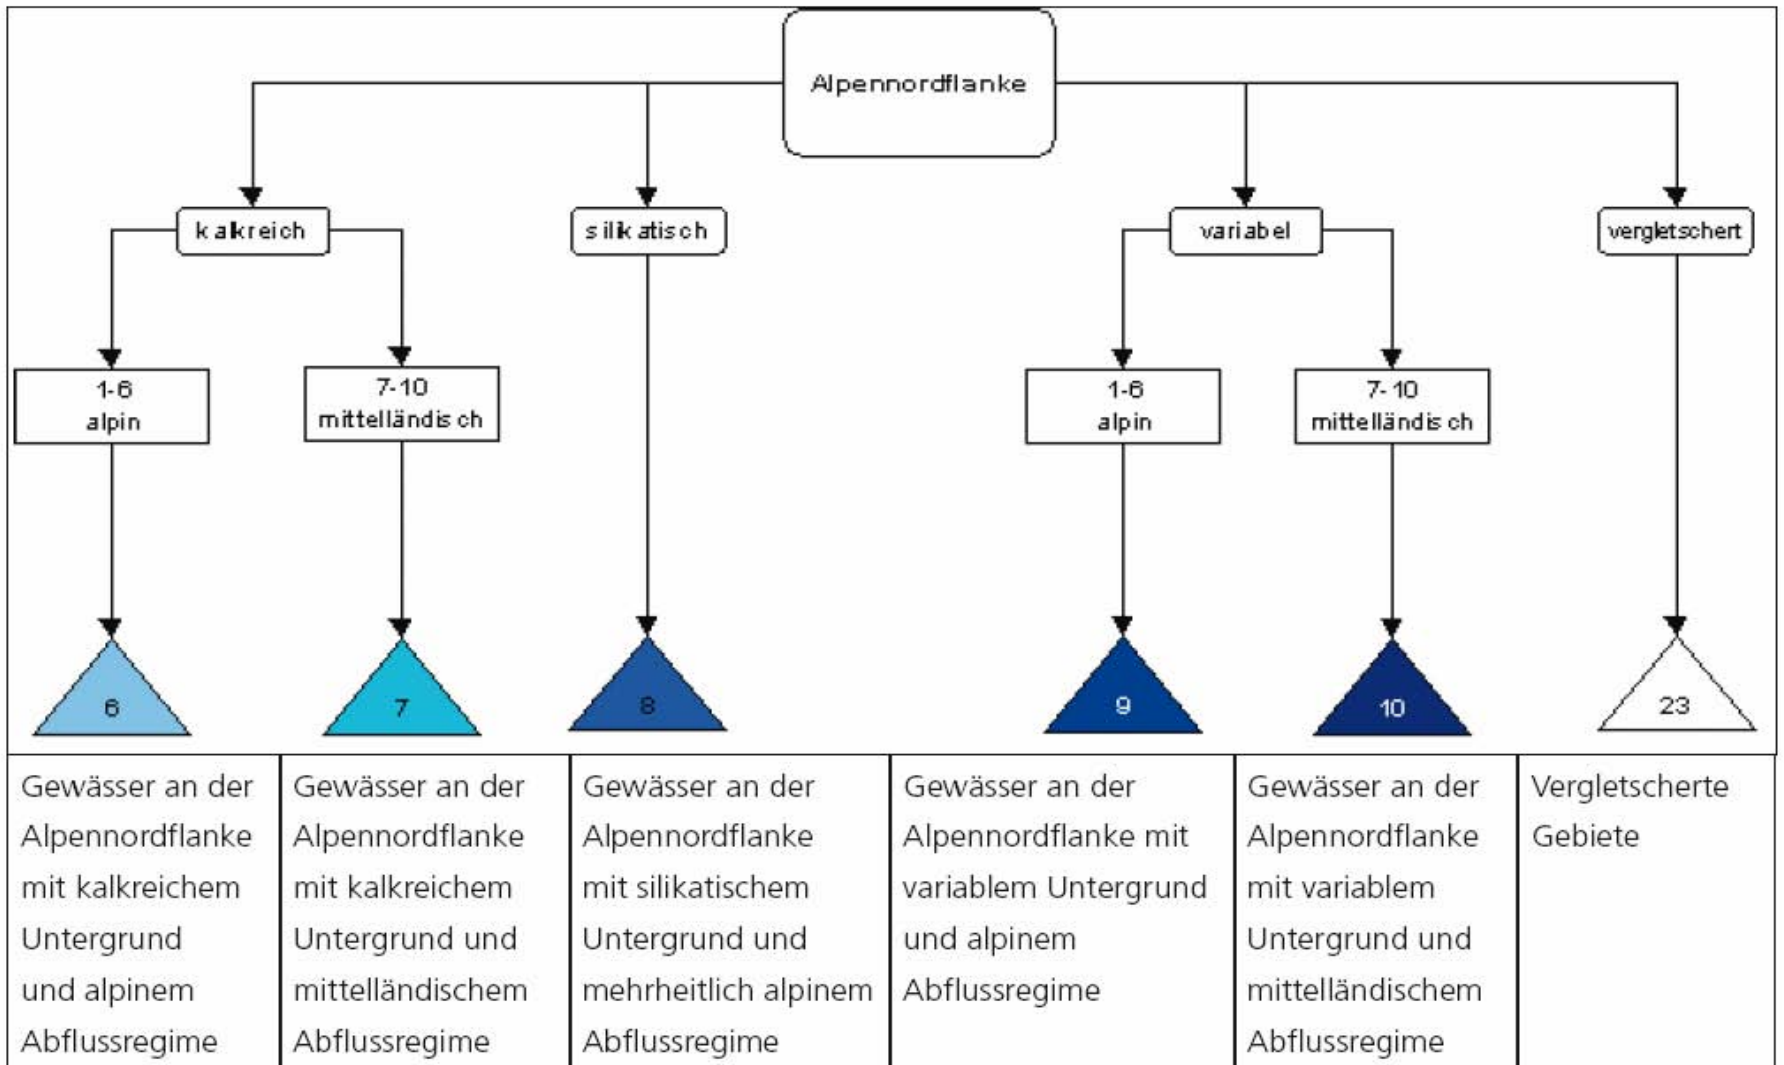 Alpennordflanke
kalkreich
silikatisch
variabel
vergletschert
1-6
alpin
7-10
mittelländisch
1-6
alpin
7-10
mittelländisch
6
7
8
9
10
23
Gewässer an der
Alpennordflanke
mit kalkreichem
Untergrund
und alpinem
Abflussregime
Gewässer an der
Alpennordflanke
mit kalkreichem
Untergrund und
mittelländischem
Abflussregime
Gewässer an der
Alpennordflanke
mit silikatischem
Untergrund und
mehrheitlich alpinem
Abflussregime
Gewässer an der
Alpennordflanke mit
variablem Untergrund
und alpinem
Abflussregime
Gewässer an der
Alpennordflanke
mit variablem
Untergrund und
mittelländischem
Abflussregime
Vergletscherte
Gebiete